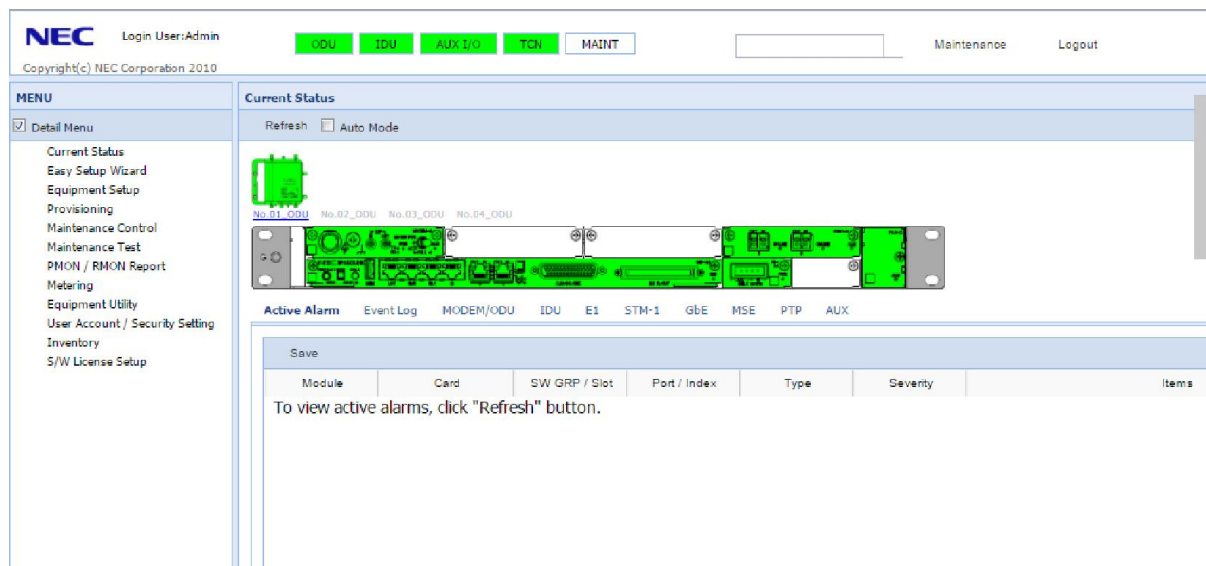 NEC Login User:Admin
ODU IDU AUX I/O TCN MAINT
Maintenance Logout
Copyright(c) NEC Corporation 2010
MENU
Detail Menu
Current Status
Easy Setup Wizard
Equipment Setup
Provisioning
Maintenance Control
Maintenance Test
PMON / RMON Report
Metering
Equipment Utility
User Account / Security Setting
Inventory
S/W License Setup
Current Status
Refresh Auto Mode
No.01_ODU No.02_ODU No.03_ODU No.04_ODU
Active Alarm Event Log MODEM/ODU IDU E1 STM-1 GbE MSE PTP AUX
Save
Module Card SW GRP / Slot Port / Index Type Severity Items
To view active alarms, click "Refresh" button.